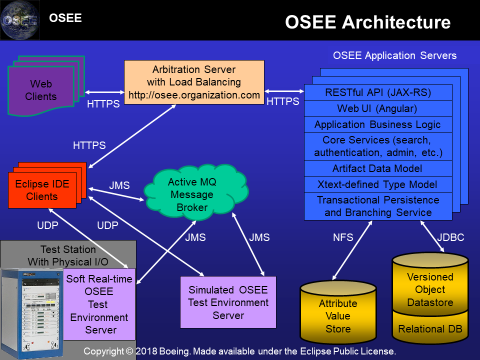 OSEE
OSEE
OSEE Architecture
OSEE Application Servers
Web
Clients
HTTPS
Arbitration Server
with Load Balancing
http://osee.organization.com
HTTPS
RESTful API (JAX-RS)
Web UI (Angular)
Application Business Logic
Core Services (search,
authentication, admin, etc.)
Artifact Data Model
Xtext-defined Type Model
Transactional Persistence
and Branching Service
HTTPS
Eclipse IDE
Clients
JMS
Active MQ
Message
Broker
UDP
UDP
JMS
JMS
NFS
JDBC
Test Station
With Physical I/O
Soft Real-time
OSEE
Test
Environment
Server
Simulated OSEE
Test Environment
Server
Attribute
Value
Store
Versioned
Object
Datastore
Relational DB
Copyright © 2018 Boeing. Made available under the Eclipse Public License.